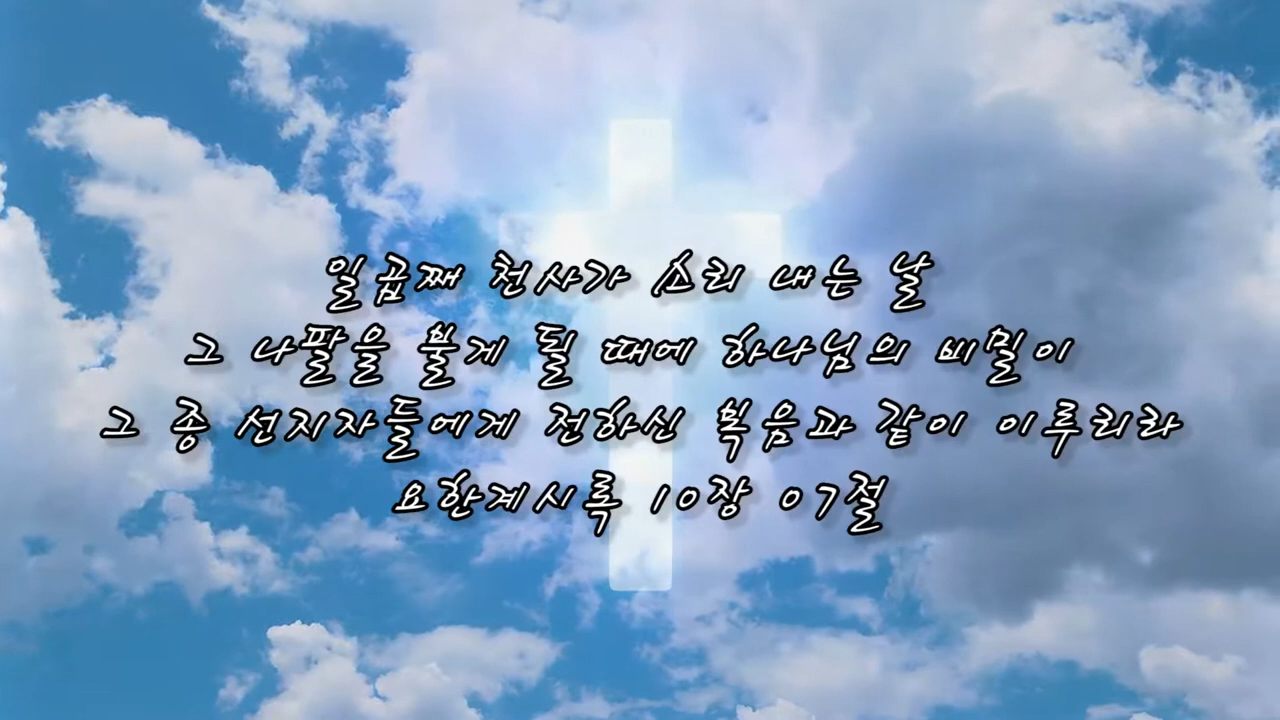 일곱째 천사가 소리 내는 날
그 나팔을 불게 될 때에 하나님의 비밀이
그 종 선지자들에게 전하신 복음과 같이 이루리라
요한계시록 10장 07절